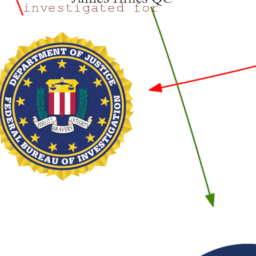 James Hines QC
investigated for
DEPARTMENT OF JUSTICE
FEDERAL BUREAU OF INVESTIGATION
FIDELITY BRAVERY INTEGRITY